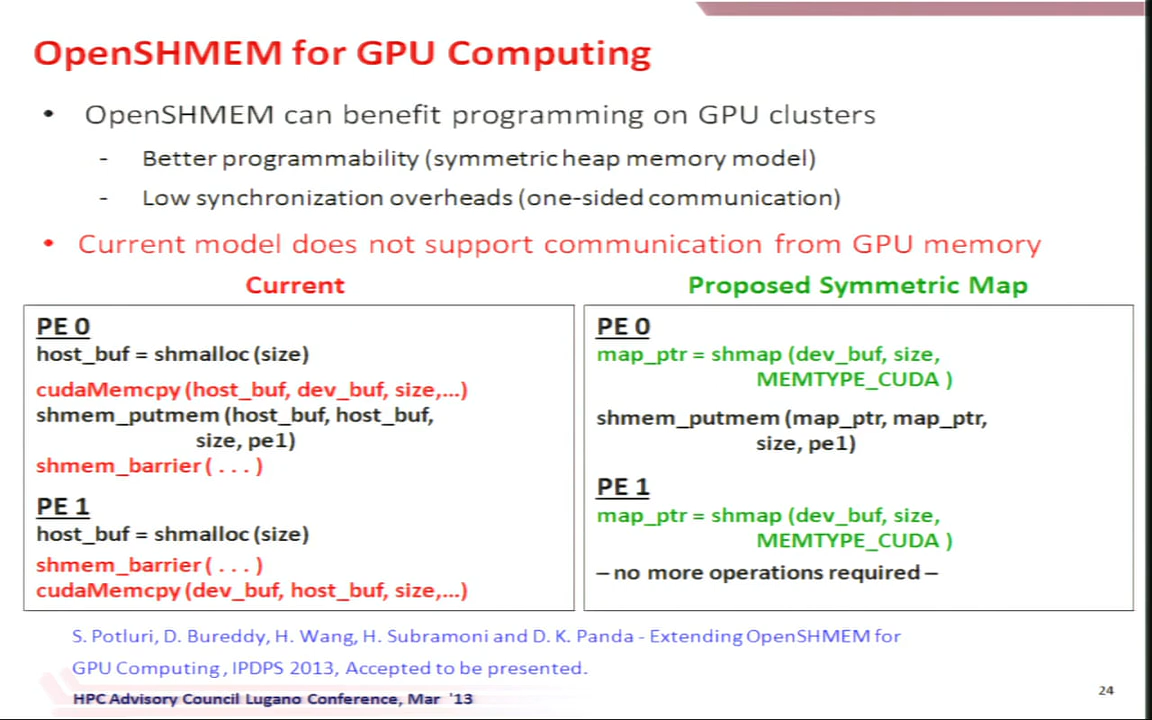 OpenSHMEM for GPU Computing
• OpenSHMEM can benefit programming on GPU clusters
- Better programmability (symmetric heap memory model)
- Low synchronization overheads (one-sided communication)
• Current model does not support communication from GPU memory
Current
PE 0
host_buf = shmalloc (size)
cudaMemcpy (host_buf, dev_buf, size,...)
shmem_putmem (host_buf, host_buf,
size, pe1)
shmem_barrier ( . . . )
PE 1
host_buf = shmalloc (size)
shmem_barrier ( . . . )
cudaMemcpy (dev_buf, host_buf, size,...)
Proposed Symmetric Map
PE 0
map_ptr = shmap (dev_buf, size,
MEMTYPE_CUDA )
shmem_putmem (map_ptr, map_ptr,
size, pe1)
PE 1
map_ptr = shmap (dev_buf, size,
MEMTYPE_CUDA )
– no more operations required –
S. Potluri, D. Bureddy, H. Wang, H. Subramoni and D. K. Panda - Extending OpenSHMEM for
GPU Computing , IPDPS 2013, Accepted to be presented.
HPC Advisory Council Lugano Conference, Mar '13
24